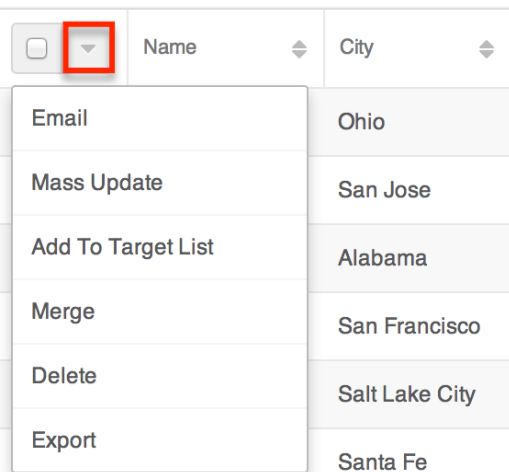 Name
City
Email
Ohio
Mass Update
San Jose
Add To Target List
Alabama
Merge
San Francisco
Delete
Salt Lake City
Export
Santa Fe